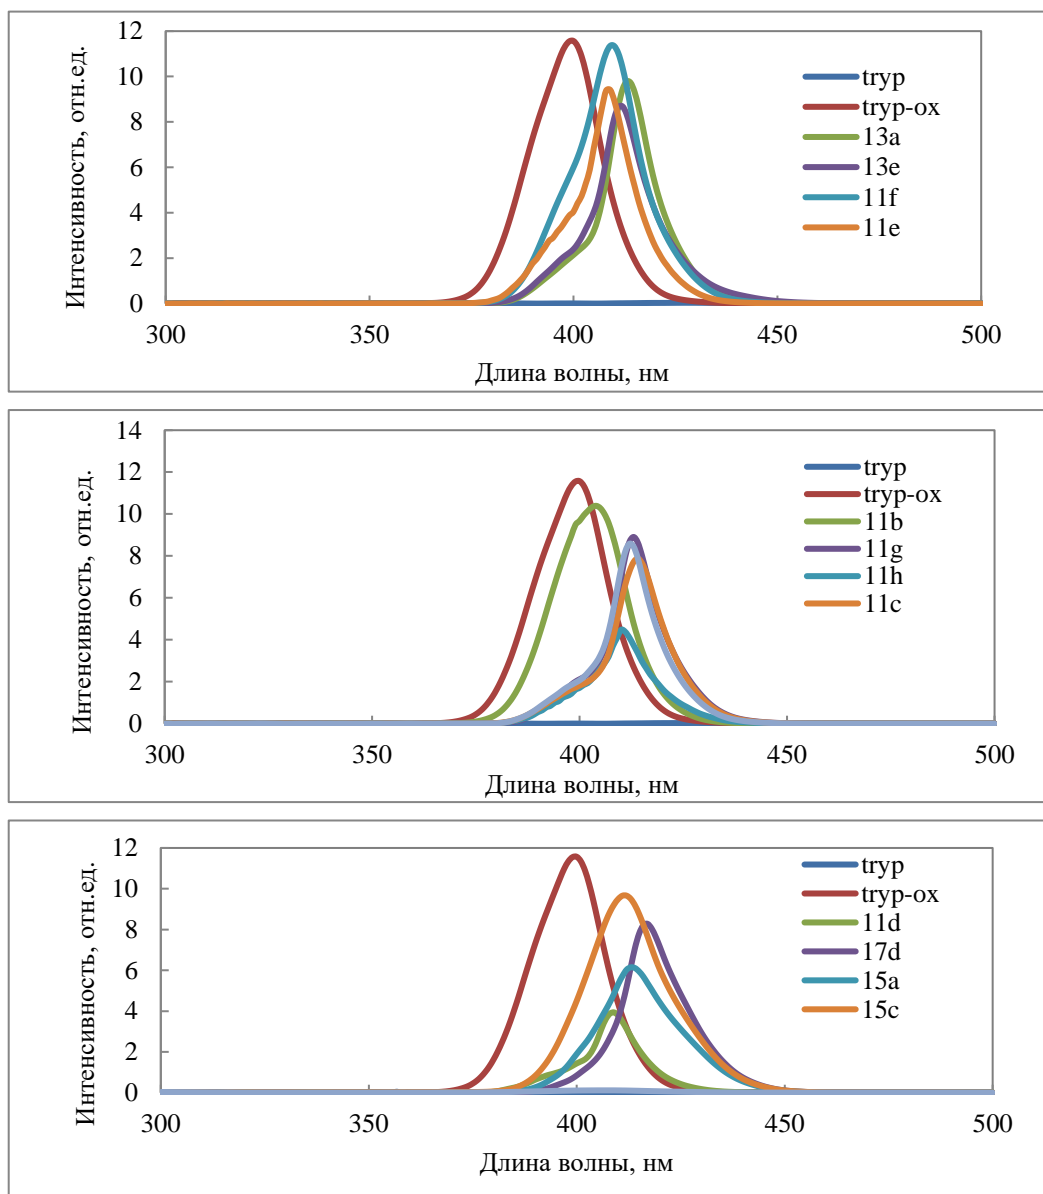 Интенсивность, отн.ед.
12
10
8
6
4
2
0
300 350 400 450 500
Длина волны, нм
tryp
tryp-ox
13a
13e
11f
11e
Интенсивность, отн.ед.
14
12
10
8
6
4
2
0
300 350 400 450 500
Длина волны, нм
tryp
tryp-ox
11b
11g
11h
11c
Интенсивность, отн.ед.
12
10
8
6
4
2
0
300 350 400 450 500
Длина волны, нм
tryp
tryp-ox
11d
17d
15a
15c